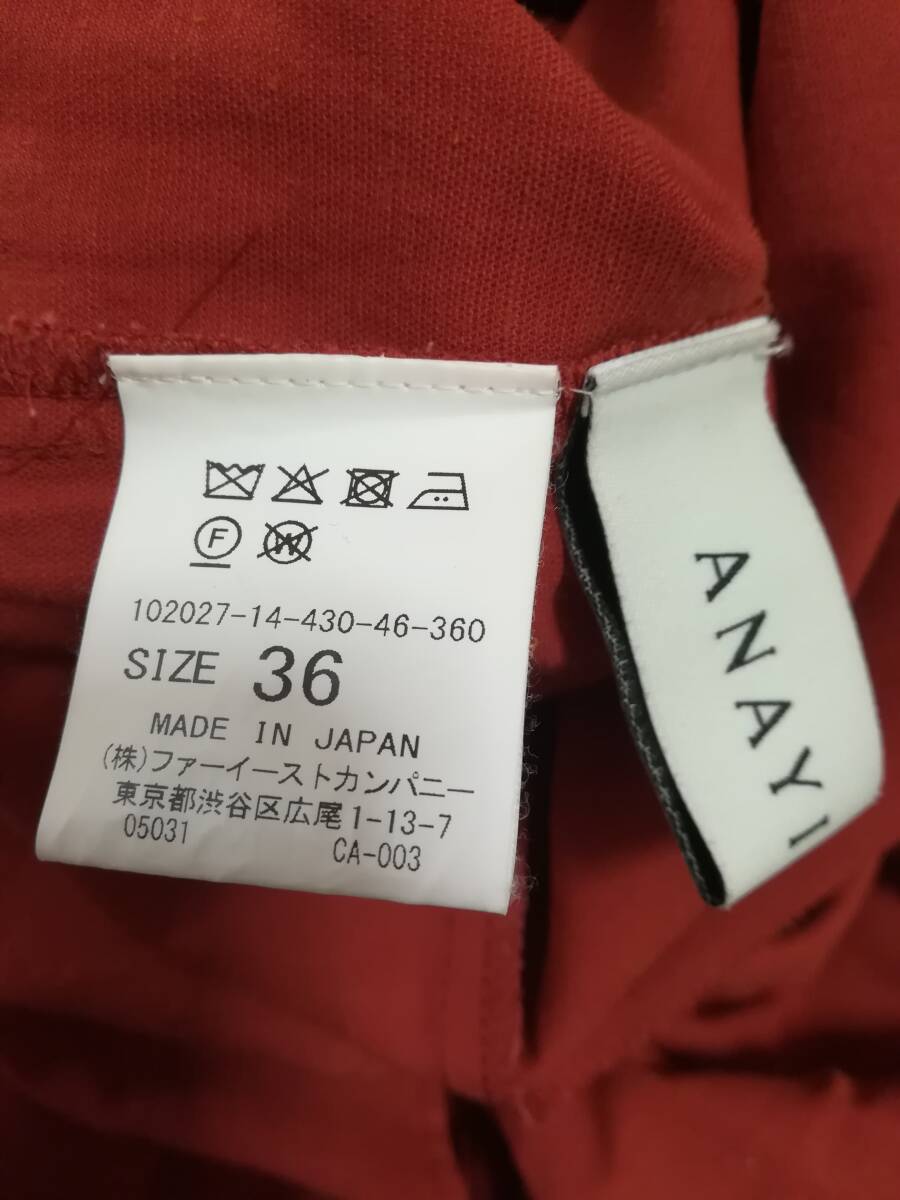 F
W
102027-14-430-46-360
SIZE 36
MADE IN JAPAN
(株)ファーイーストカンパニー
東京都渋谷区広尾1-13-7
05031 CA-003
ANAYI